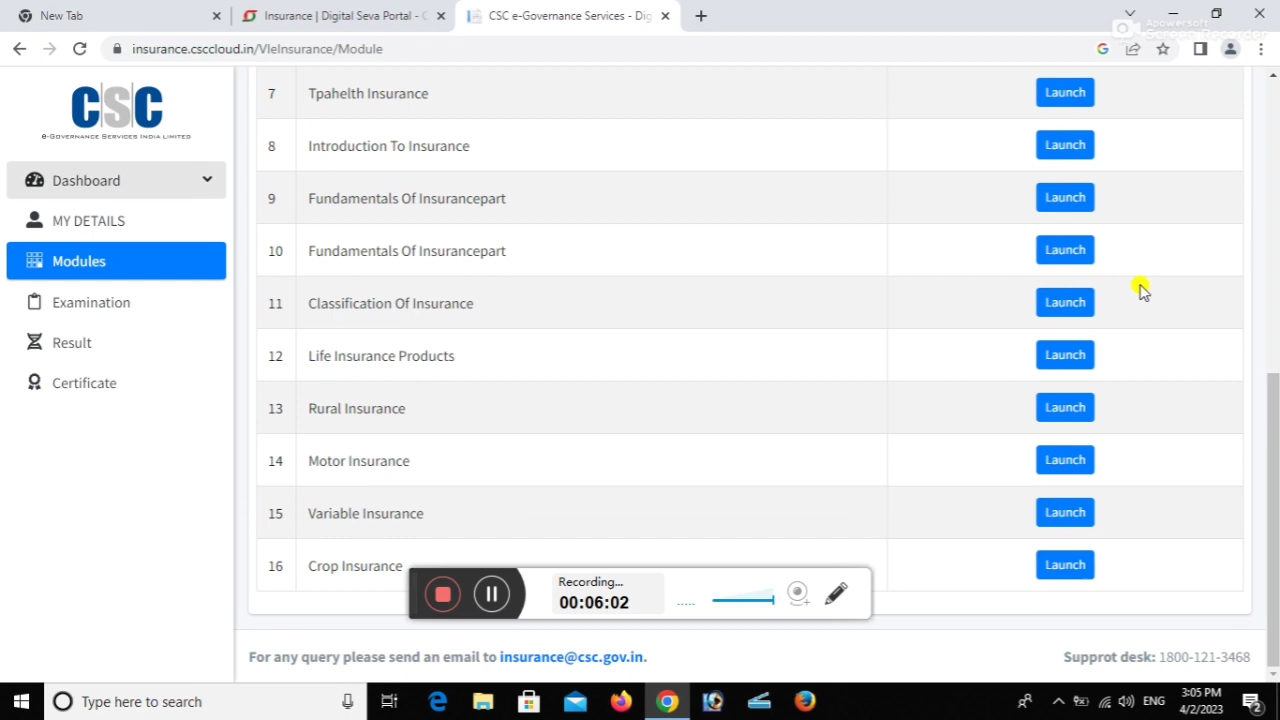 New Tab
Insurance | Digital Seva Portal - C
CSC e-Governance Services - Dig
Apowersoft
Screen Recorder
insurance.csccloud.in/VleInsurance/Module
CSC
e-Governance Services India Limited
Dashboard
MY DETAILS
Modules
Examination
Result
Certificate
7 Tpahelth Insurance Launch
8 Introduction To Insurance Launch
9 Fundamentals Of Insurancepart Launch
10 Fundamentals Of Insurancepart Launch
11 Classification Of Insurance Launch
12 Life Insurance Products Launch
13 Rural Insurance Launch
14 Motor Insurance Launch
15 Variable Insurance Launch
16 Crop Insurance Launch
Recording...
00:06:02
For any query please send an email to insurance@csc.gov.in.
Supprot desk: 1800-121-3468
Type here to search
ENG
3:05 PM
4/2/2023
2